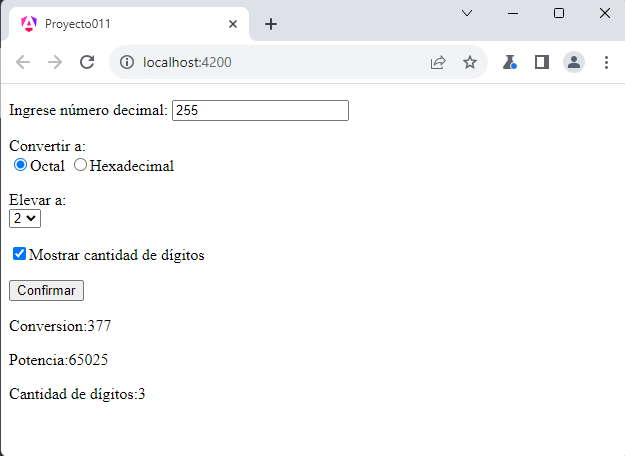 Proyecto011
localhost:4200
Ingrese número decimal: 255
Convertir a:
Octal Hexadecimal
Elevar a:
2
Mostrar cantidad de dígitos
Confirmar
Conversion:377
Potencia:65025
Cantidad de dígitos:3